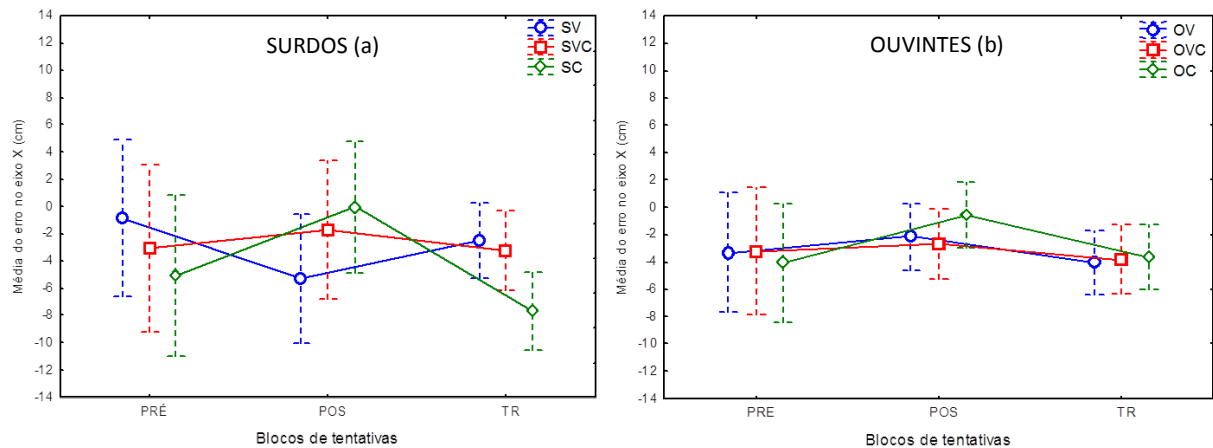 SURDOS (a)
SV
SVC
SC
Média do erro no eixo X (cm)
14
12
10
8
6
4
2
0
-2
-4
-6
-8
-10
-12
-14
PRÉ POS TR
Blocos de tentativas
OUVINTES (b)
OV
OVC
OC
Média do erro no eixo X (cm)
14
12
10
8
6
4
2
0
-2
-4
-6
-8
-10
-12
-14
PRE POS TR
Blocos de tentativas